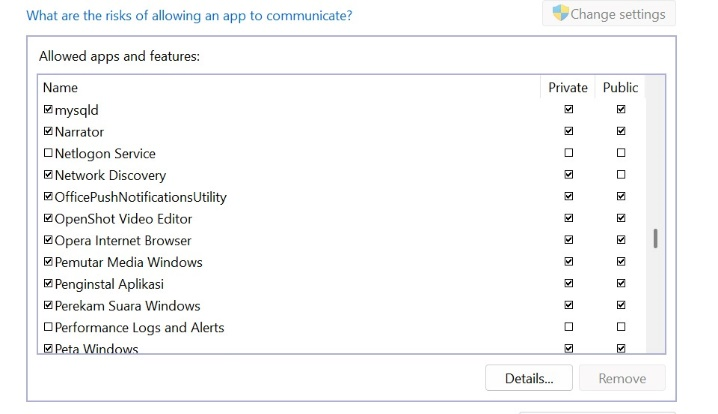 What are the risks of allowing an app to communicate?
Change settings
Allowed apps and features:
Name Private Public
mysqld
Narrator
Netlogon Service
Network Discovery
OfficePushNotificationsUtility
OpenShot Video Editor
Opera Internet Browser
Pemutar Media Windows
Penginstal Aplikasi
Perekam Suara Windows
Performance Logs and Alerts
Peta Windows
Details... Remove